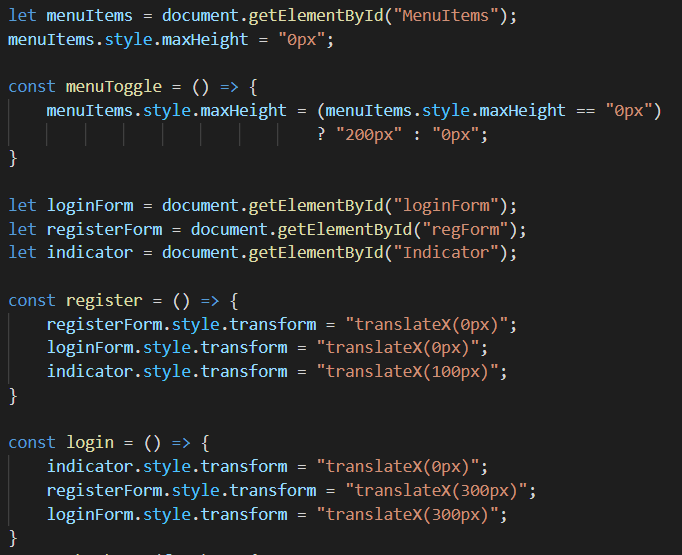 let menuItems = document.getElementById("MenuItems");
menuItems.style.maxHeight = "0px";
const menuToggle = () => {
menuItems.style.maxHeight = (menuItems.style.maxHeight == "0px")
? "200px" : "0px";
}
let loginForm = document.getElementById("loginForm");
let registerForm = document.getElementById("regForm");
let indicator = document.getElementById("Indicator");
const register = () => {
registerForm.style.transform = "translateX(0px)";
loginForm.style.transform = "translateX(0px)";
indicator.style.transform = "translateX(100px)";
}
const login = () => {
indicator.style.transform = "translateX(0px)";
registerForm.style.transform = "translateX(300px)";
loginForm.style.transform = "translateX(300px)";
}